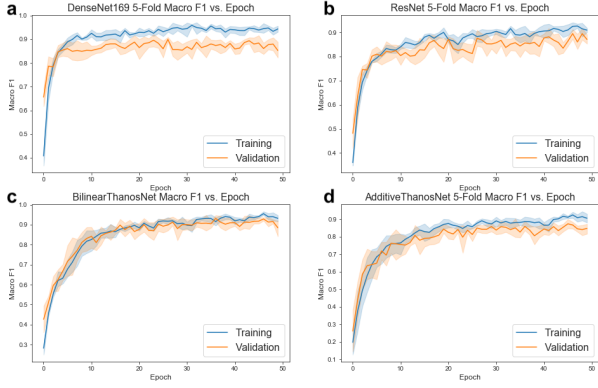 a
DenseNet169 5-Fold Macro F1 vs. Epoch
1.0
0.9
0.8
0.7
0.6
0.5
0.4
Macro F1
0
10
20
30
40
50
Epoch
Training
Validation
b
ResNet 5-Fold Macro F1 vs. Epoch
0.9
0.8
0.7
0.6
0.5
0.4
Macro F1
0
10
20
30
40
50
Epoch
Training
Validation
c
BilinearThanosNet Macro F1 vs. Epoch
1.0
0.9
0.8
0.7
0.6
0.5
0.4
0.3
Macro F1
0
10
20
30
40
50
Epoch
Training
Validation
d
AdditiveThanosNet 5-Fold Macro F1 vs. Epoch
0.9
0.8
0.7
0.6
0.5
0.4
0.3
0.2
0.1
Macro F1
0
10
20
30
40
50
Epoch
Training
Validation